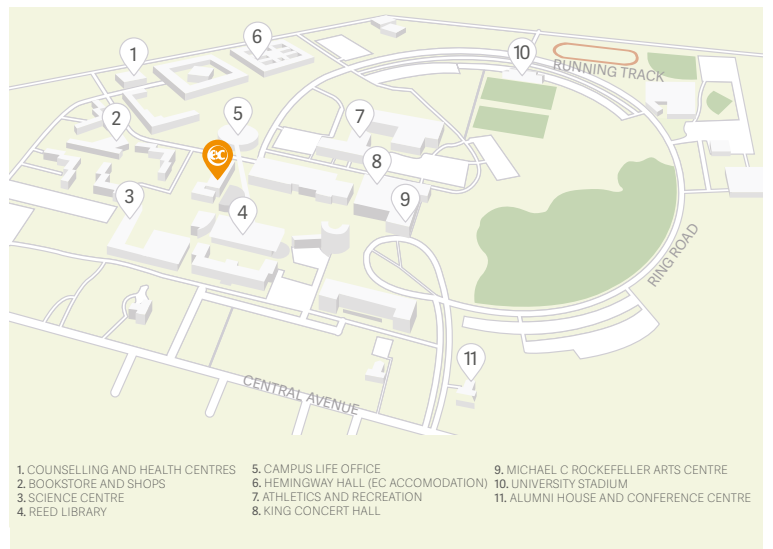 1
6
10
RUNNING TRACK
5
2
7
ec
8
3
9
4
RING ROAD
11
CENTRAL AVENUE
1. COUNSELLING AND HEALTH CENTRES
2. BOOKSTORE AND SHOPS
3. SCIENCE CENTRE
4. REED LIBRARY
5. CAMPUS LIFE OFFICE
6. HEMINGWAY HALL (EC ACCOMODATION)
7. ATHLETICS AND RECREATION
8. KING CONCERT HALL
9. MICHAEL C ROCKEFELLER ARTS CENTRE
10. UNIVERSITY STADIUM
11. ALUMNI HOUSE AND CONFERENCE CENTRE